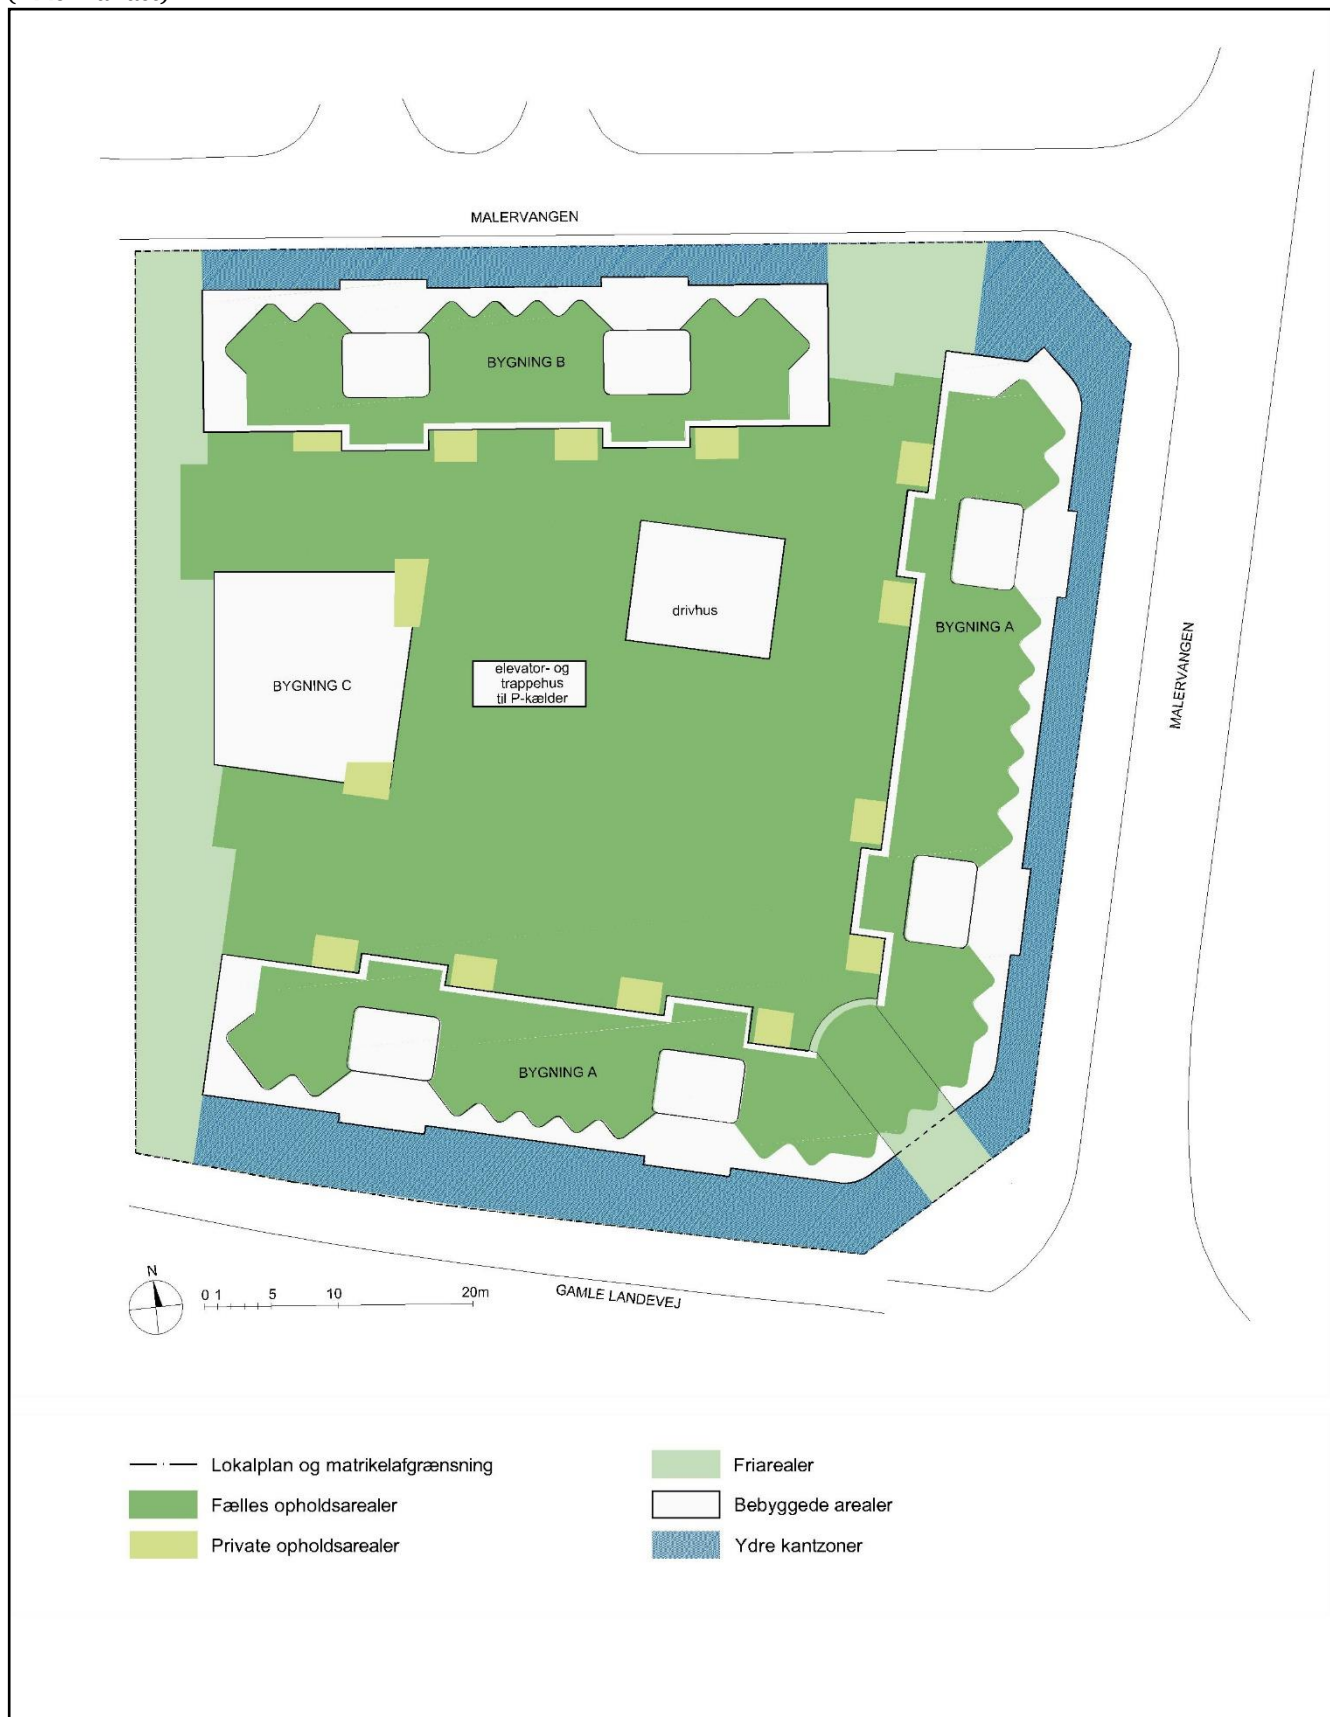 MALERVANGEN
BYGNING B
drivhus
BYGNING A
elevator- og
trappehus
til P-kælder
BYGNING C
MALERVANGEN
BYGNING A
N
0 1 5 10 20m
GAMLE LANDEVEJ
Lokalplan og matrikelafgrænsning
Fælles opholdsarealer
Private opholdsarealer
Friarealer
Bebyggede arealer
Ydre kantzoner